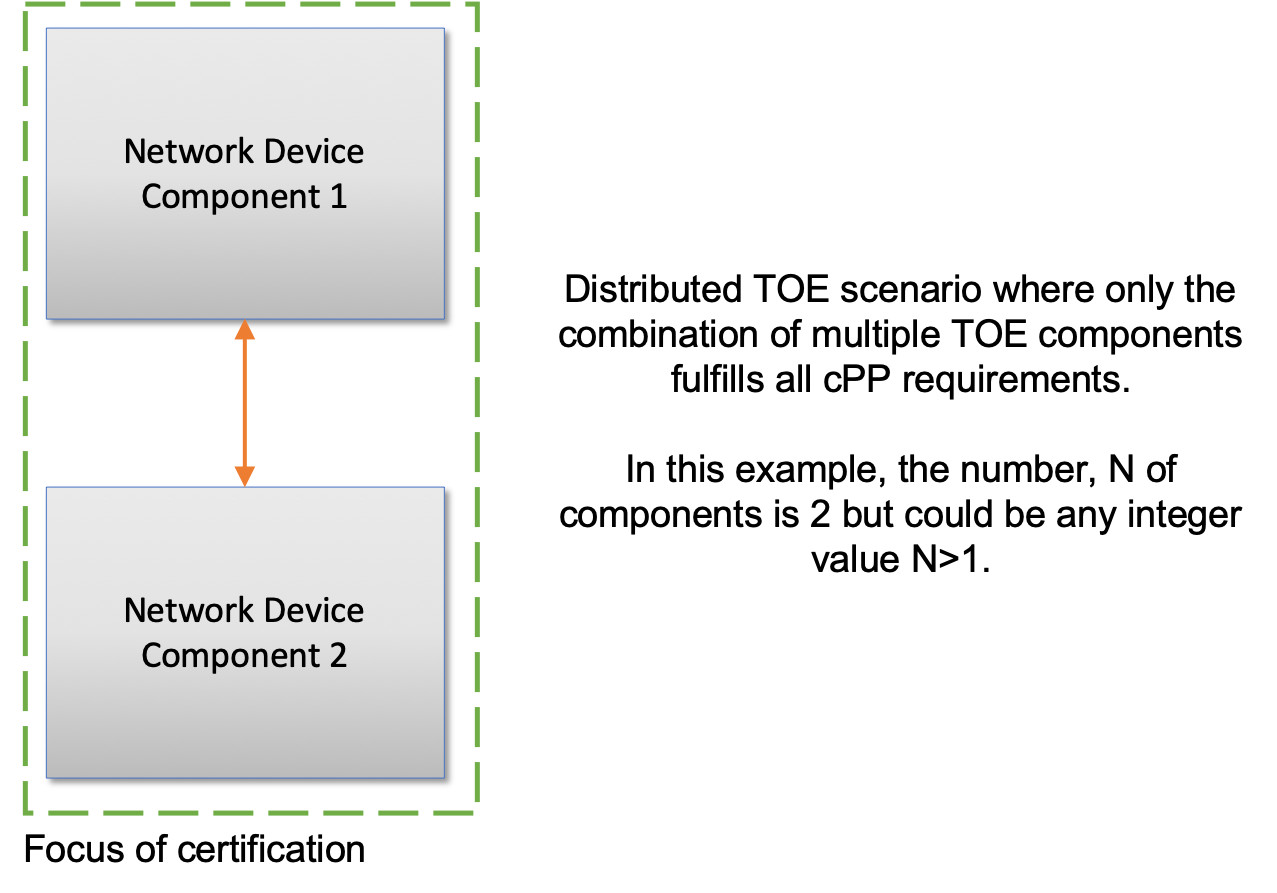 Network Device
Component 1
Distributed TOE scenario where only the
combination of multiple TOE components
fulfills all cPP requirements.
In this example, the number, N of
components is 2 but could be any integer
value N>1.
Network Device
Component 2
Focus of certification